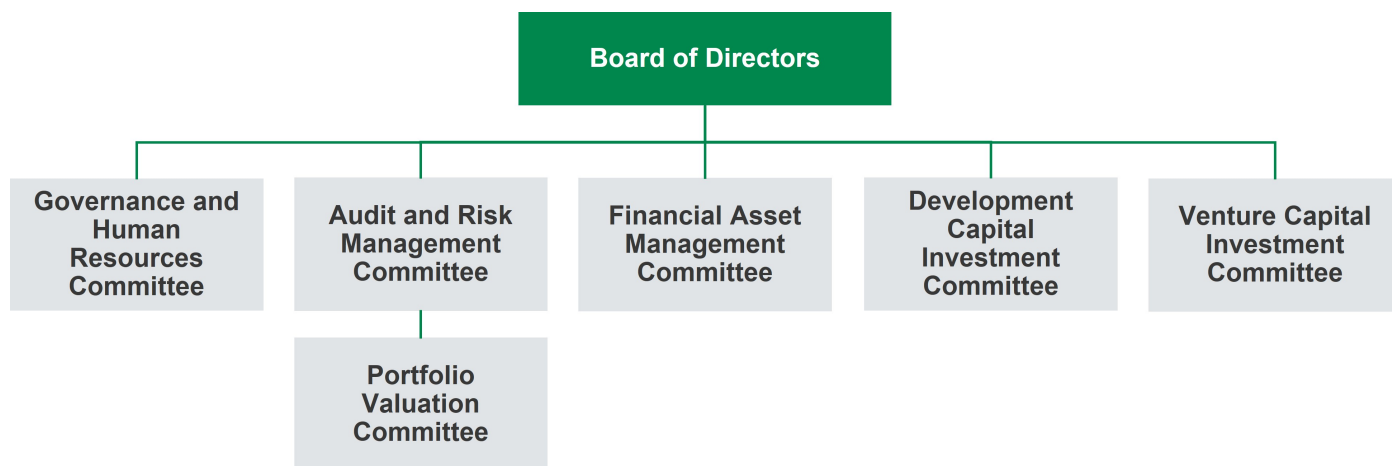 Board of Directors
Governance and
Human
Resources
Committee
Audit and Risk
Management
Committee
Financial Asset
Management
Committee
Development
Capital
Investment
Committee
Venture Capital
Investment
Committee
Portfolio
Valuation
Committee